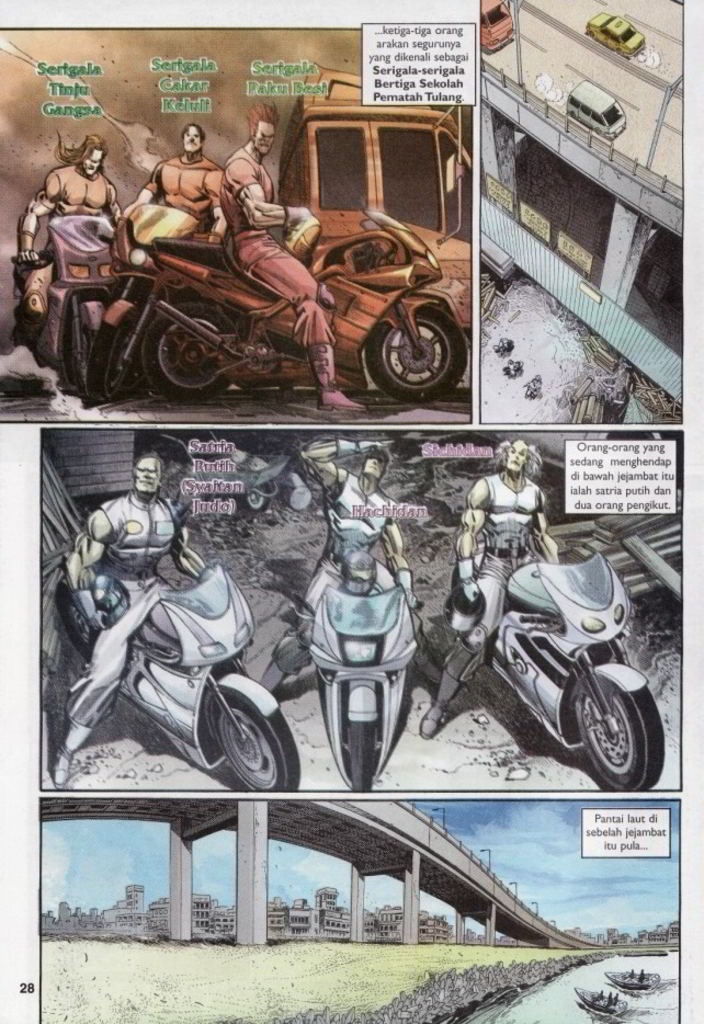 ...ketiga-tiga orang
arakan segurunya
yang dikenali sebagai
Serigala-serigala
Bertiga Sekolah
Pematah Tulang.
Serigala
Tinju
Gangsa
Serigala
Cakar
Keluli
Serigala
Paku Besi
Satria
Putih
(Syaitan
Judo)
Hachidan
Sichidan
Orang-orang yang
sedang menghendap
di bawah jejambat itu
ialah satria putih dan
dua orang pengikut.
Pantai laut di
sebelah jejambat
itu pula...
28